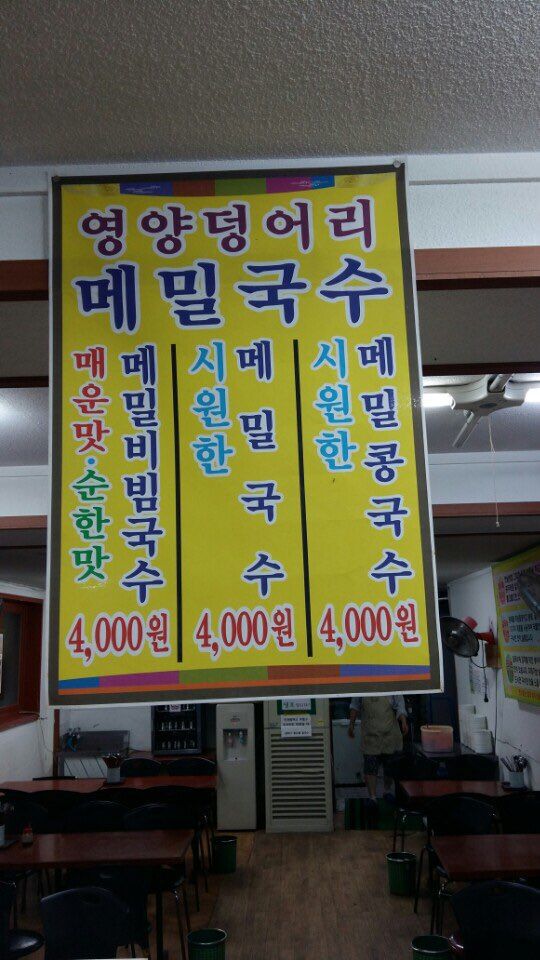 영양덩어리
메밀국수
매운맛·순한맛
메밀비빔국수
4,000원
시원한
메밀국수
4,000원
시원한
메밀콩국수
4,000원